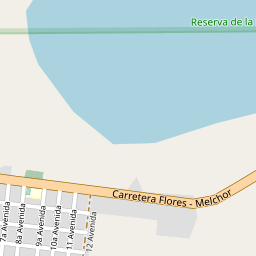 Reserva de la
Carretera Flores - Melchor
7a Avenida
8a Avenida
9a Avenida
10a Avenida
11 Avenida
12 Avenida